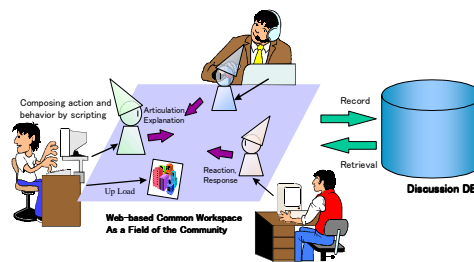 Composing action and
behavior by scripting
Articulation
Explanation
Record
Retrieval
Reaction,
Response
Up Load
Discussion DB
Web-based Common Workspace
As a Field of the Community